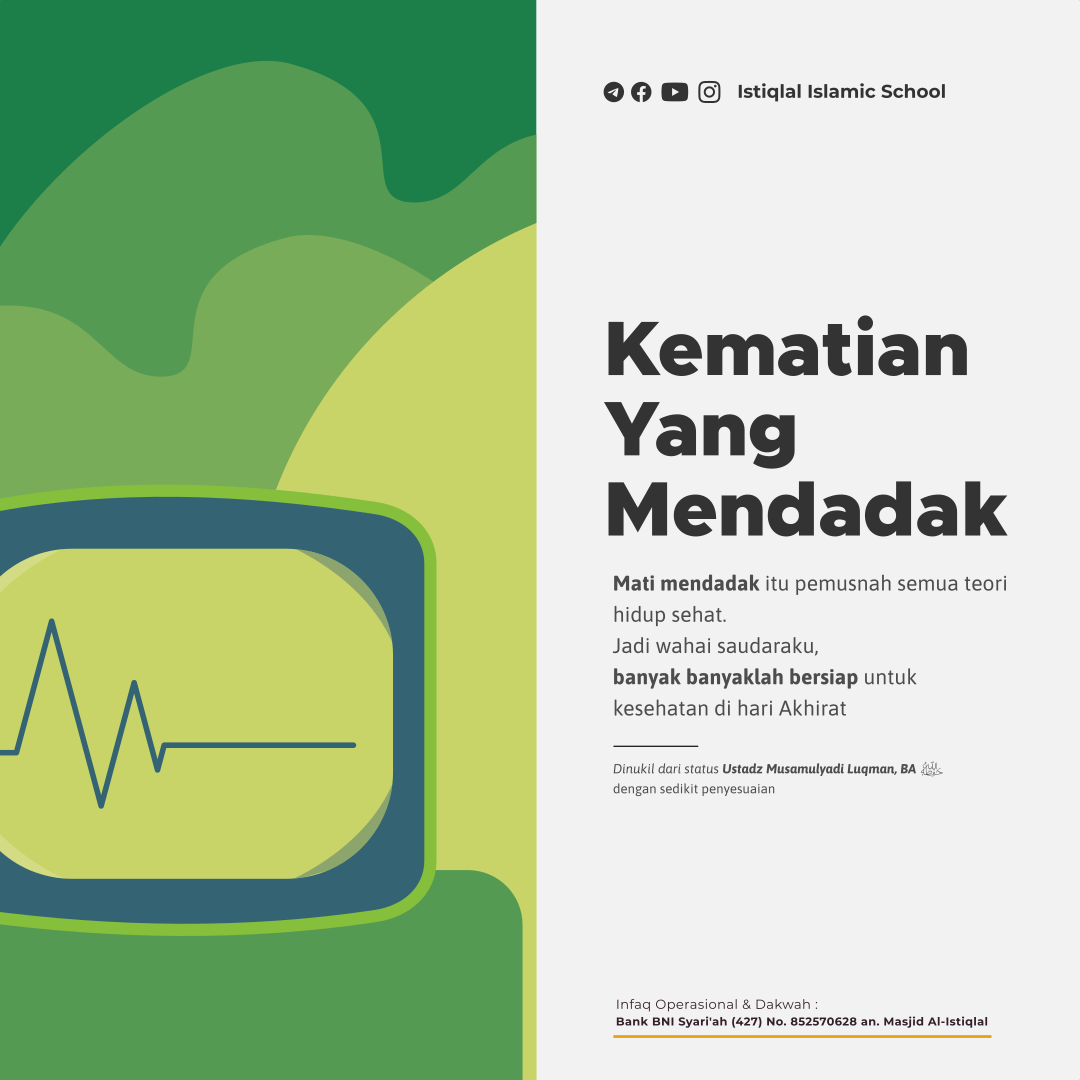 Istiqlal Islamic School
Kematian
Yang
Mendadak
Mati mendadak itu pemusnah semua teori
hidup sehat.
Jadi wahai saudaraku,
banyak banyaklah bersiap untuk
kesehatan di hari Akhirat
Dinukil dari status Ustadz Musamulyadi Luqman, BA
dengan sedikit penyesuaian
Infaq Operasional & Dakwah :
Bank BNI Syari'ah (427) No. 852570628 an. Masjid Al-Istiqlal